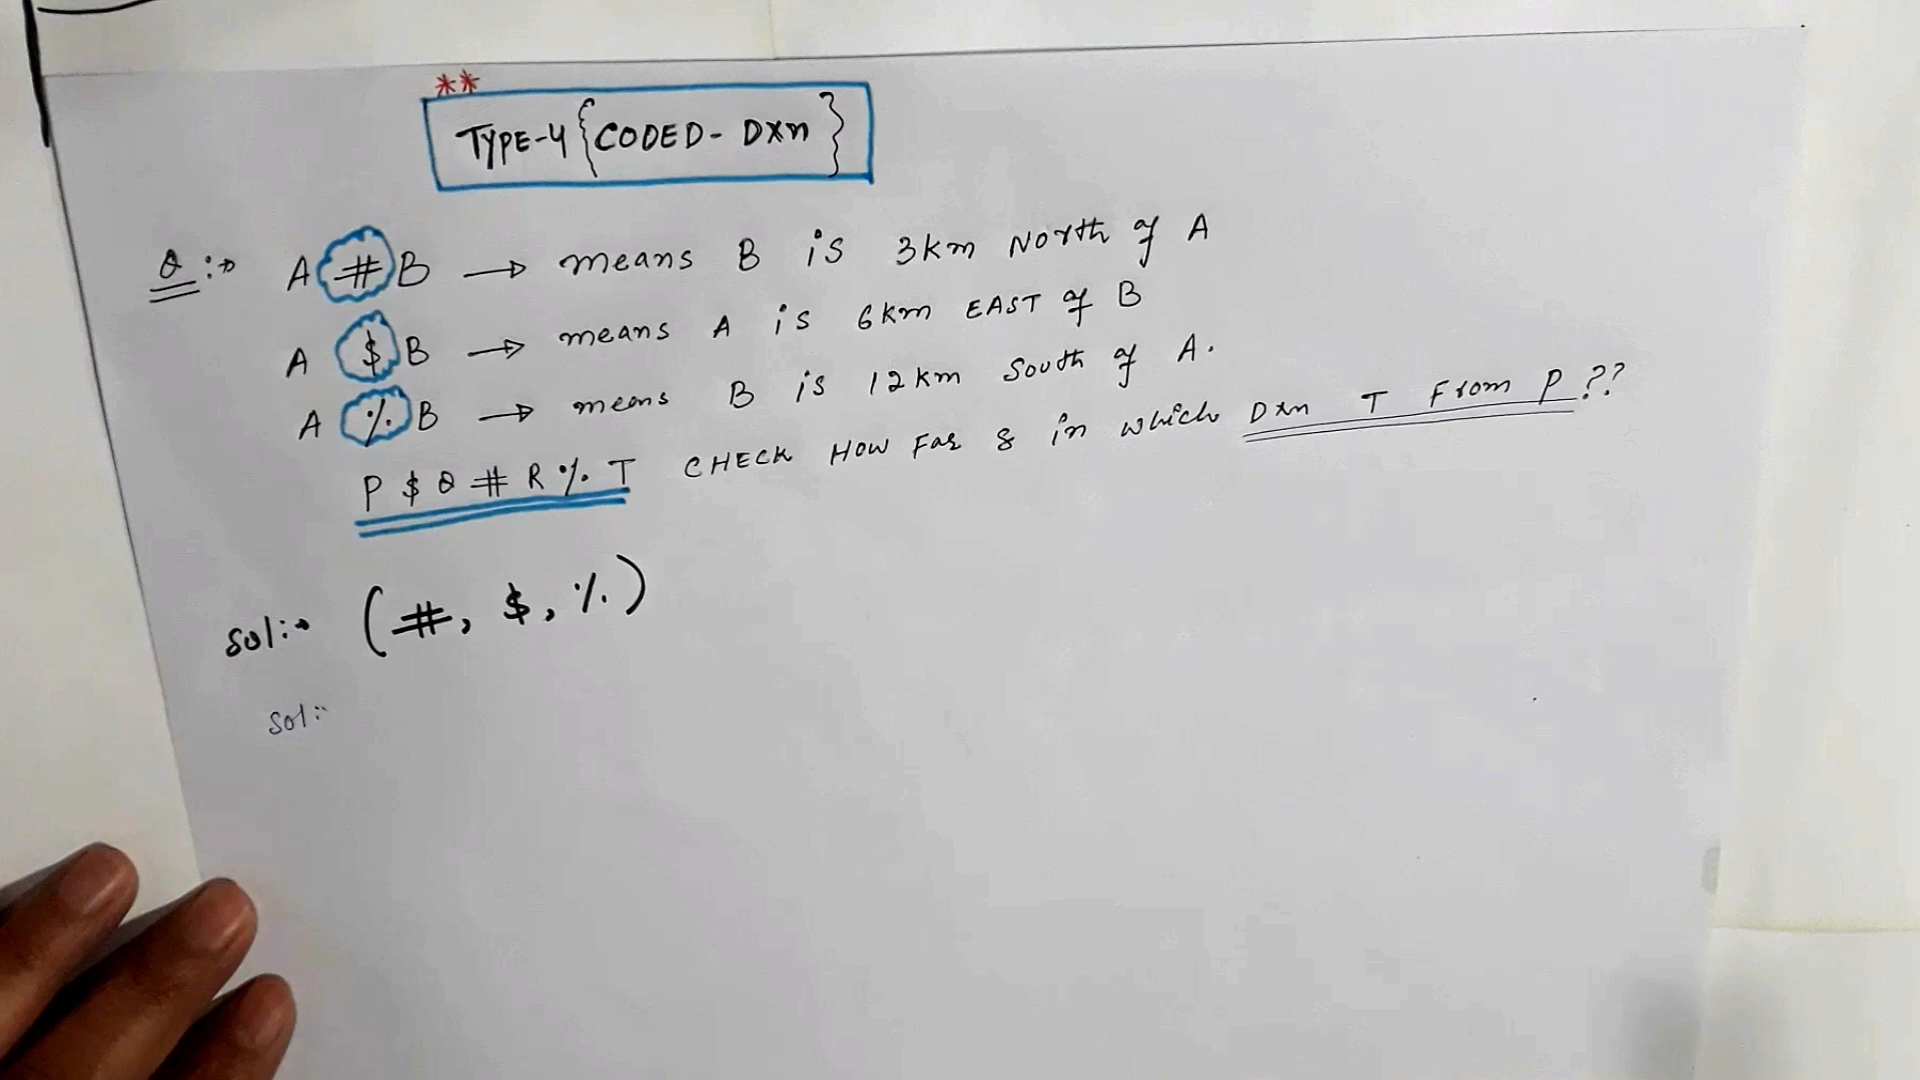 **
TYPE-4 {CODED- DXn}
Q:→ A # B → means B is 3km North of A
A $ B → means A is 6km EAST of B
A % B → means B is 12km South of A.
P $ Q # R % T CHECK HOW Far & in which Dxn T From P ??
Sol:→ (#, $, %)
Sol:-